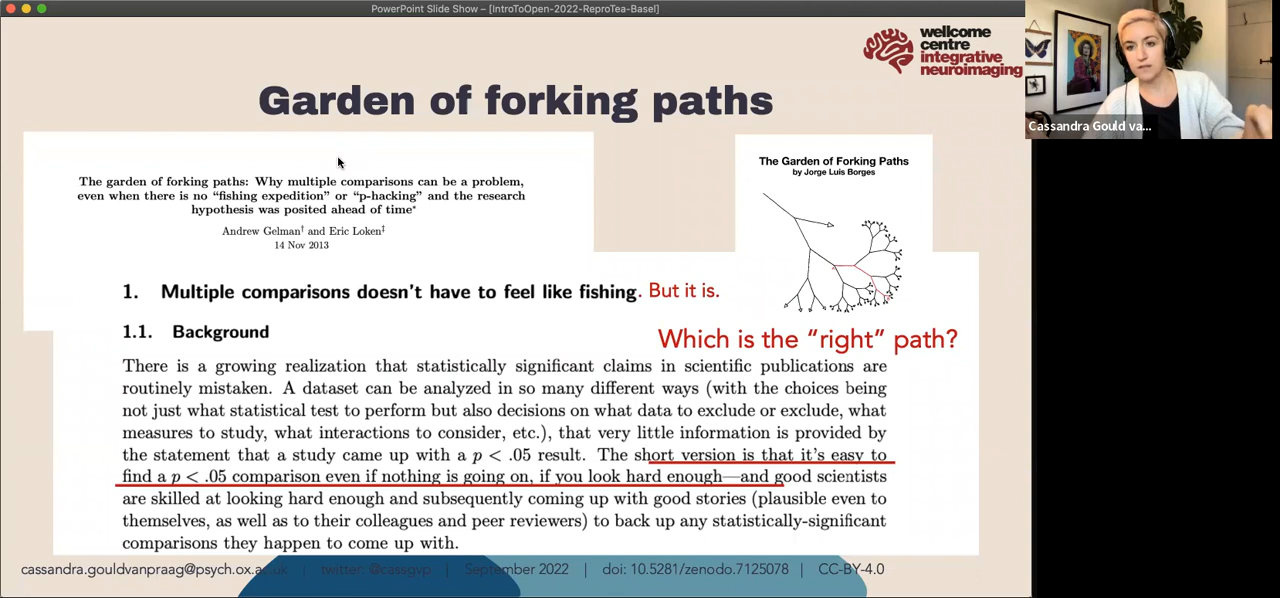 PowerPoint Slide Show – [IntroToOpen-2022-ReproTea-Basel]
wellcome
centre
integrative
neuroimaging
Garden of forking paths
Cassandra Gould va...
The garden of forking paths: Why multiple comparisons can be a problem,
even when there is no “fishing expedition” or “p-hacking” and the research
hypothesis was posited ahead of time*
Andrew Gelman† and Eric Loken‡
14 Nov 2013
The Garden of Forking Paths
by Jorge Luis Borges
1. Multiple comparisons doesn't have to feel like fishing. But it is.
1.1. Background
Which is the “right” path?
There is a growing realization that statistically significant claims in scientific publications are
routinely mistaken. A dataset can be analyzed in so many different ways (with the choices being
not just what statistical test to perform but also decisions on what data to exclude or exclude, what
measures to study, what interactions to consider, etc.), that very little information is provided by
the statement that a study came up with a p < .05 result. The short version is that it's easy to
find a p < .05 comparison even if nothing is going on, if you look hard enough—and good scientists
are skilled at looking hard enough and subsequently coming up with good stories (plausible even to
themselves, as well as to their colleagues and peer reviewers) to back up any statistically-significant
comparisons they happen to come up with.
cassandra.gouldvanpraag@psych.ox.ac.uk | twitter: @cassgvp | September 2022 | doi: 10.5281/zenodo.7125078 | CC-BY-4.0